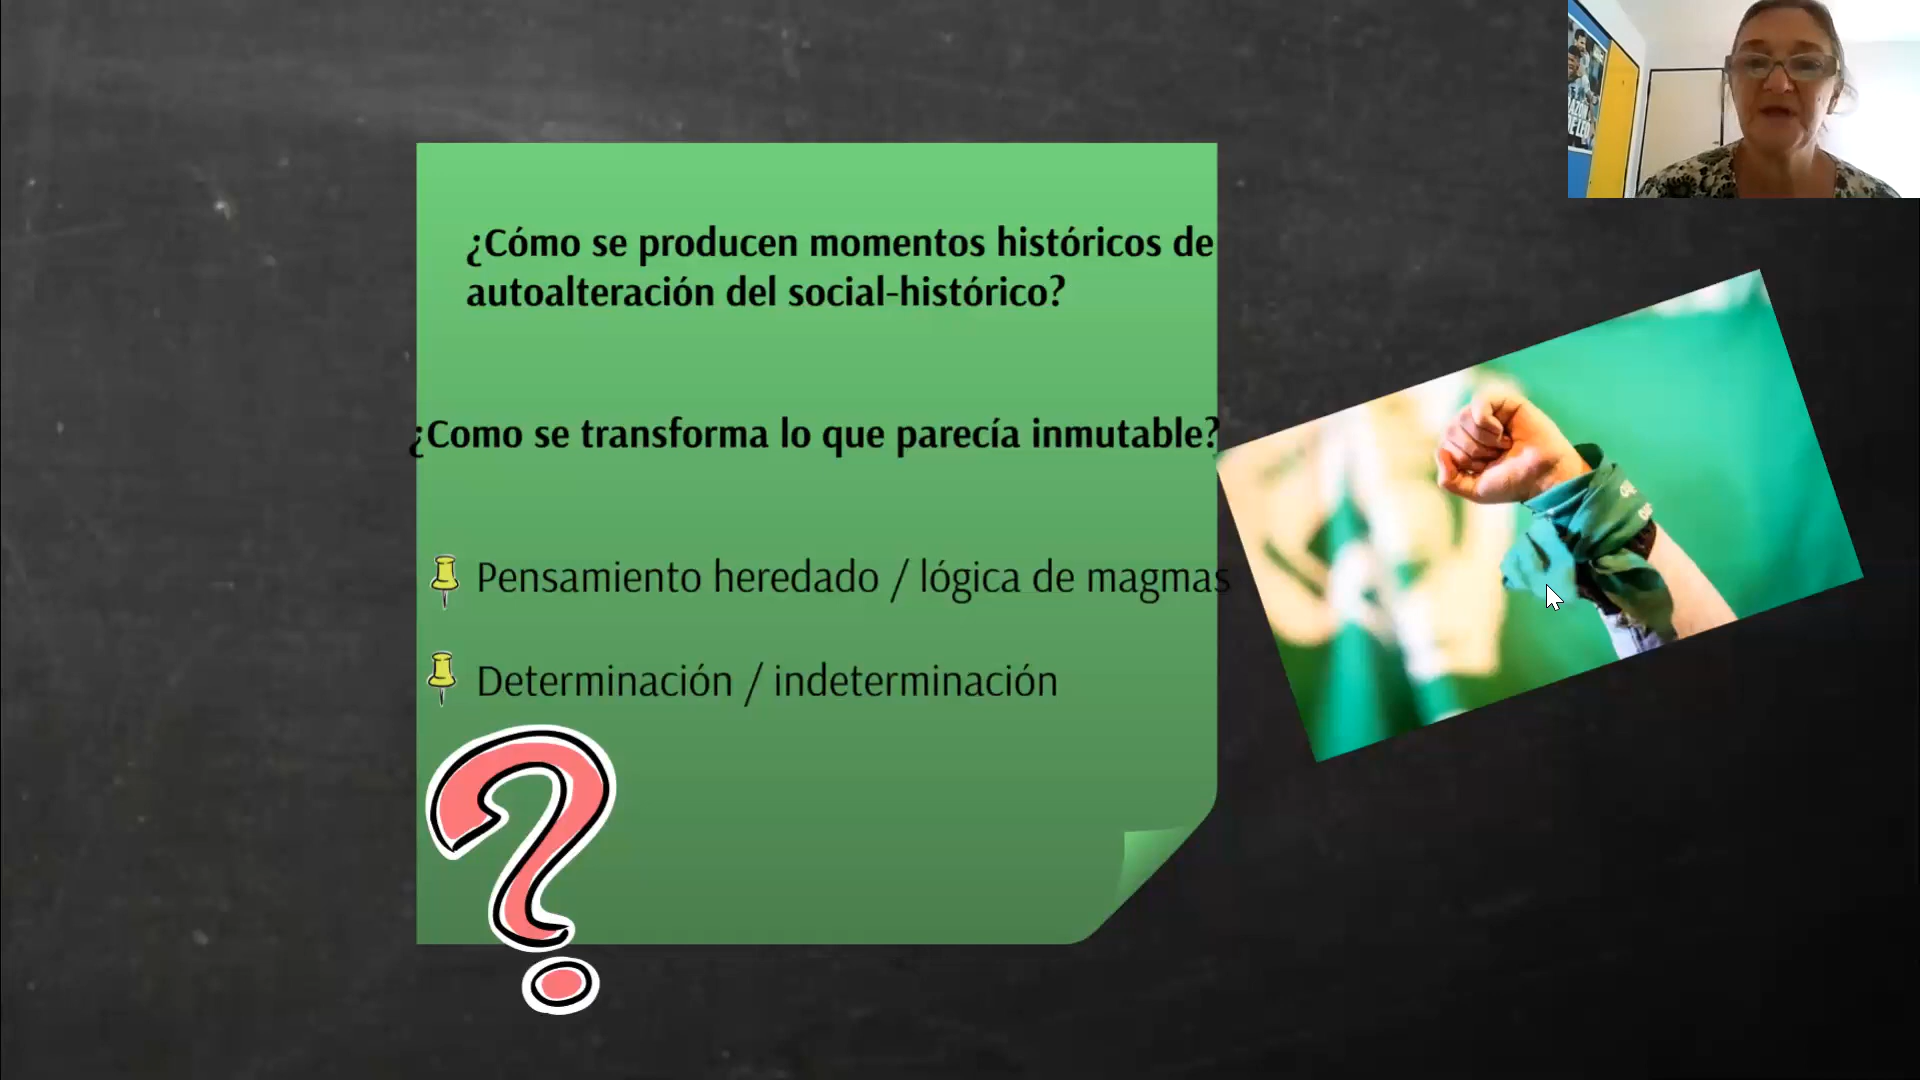 ¿Cómo se producen momentos históricos de
autoalteración del social-histórico?
¿Como se transforma lo que parecía inmutable?
Pensamiento heredado / lógica de magmas
Determinación / indeterminación